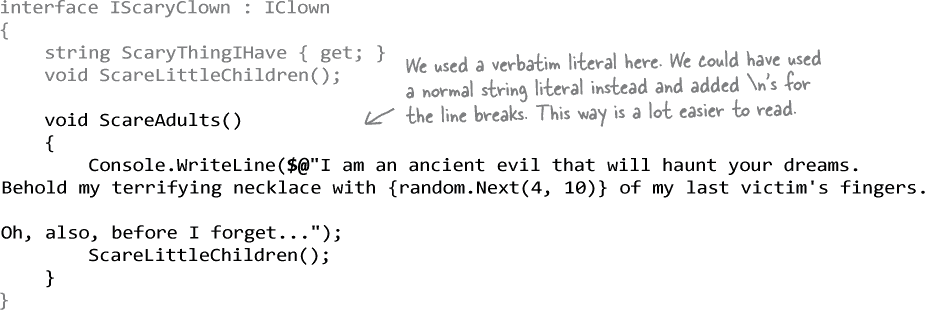 interface IScaryClown : IClown
{
    string ScaryThingIHave { get; }
    void ScareLittleChildren();
We used a verbatim literal here. We could have used
a normal string literal instead and added \n's for
the line breaks. This way is a lot easier to read.
    void ScareAdults()
    {
        Console.WriteLine($@"I am an ancient evil that will haunt your dreams.
Behold my terrifying necklace with {random.Next(4, 10)} of my last victim's fingers.
Oh, also, before I forget...");
        ScareLittleChildren();
    }
}